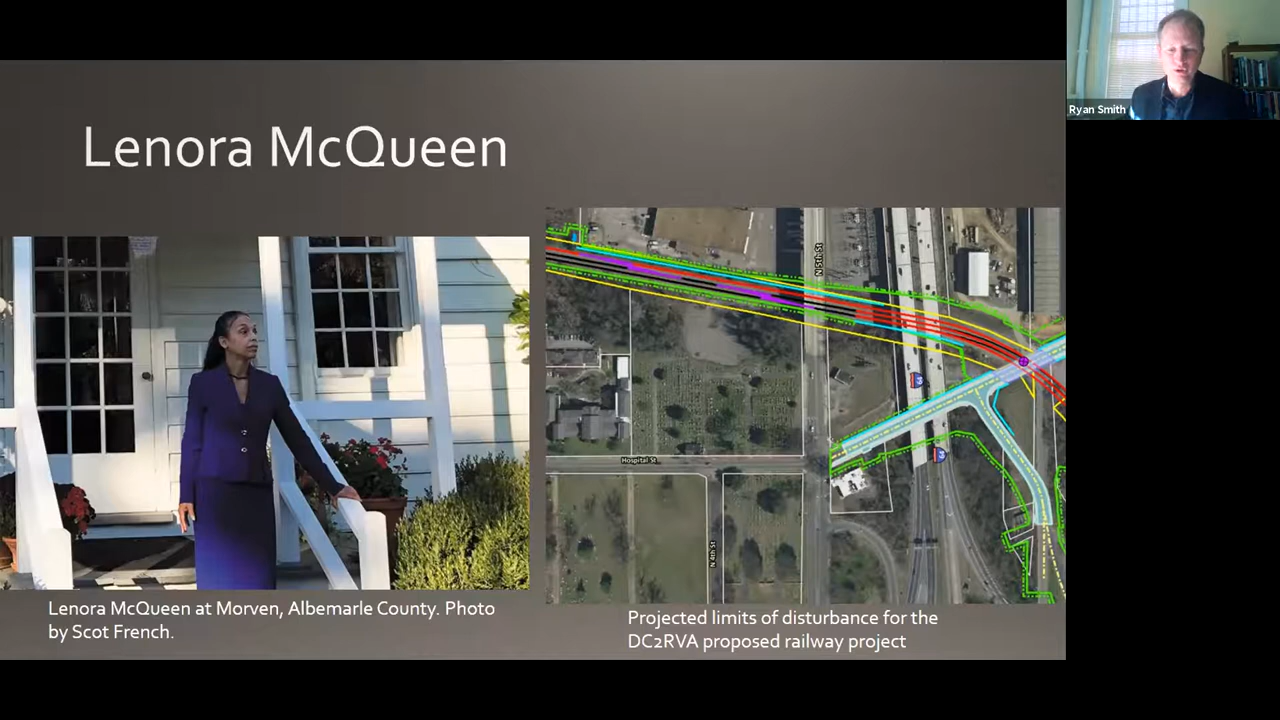 Ryan Smith
Lenora McQueen
N 5th St
Hospital St
N 4th St
Lenora McQueen at Morven, Albemarle County. Photo
by Scot French.
Projected limits of disturbance for the
DC2RVA proposed railway project